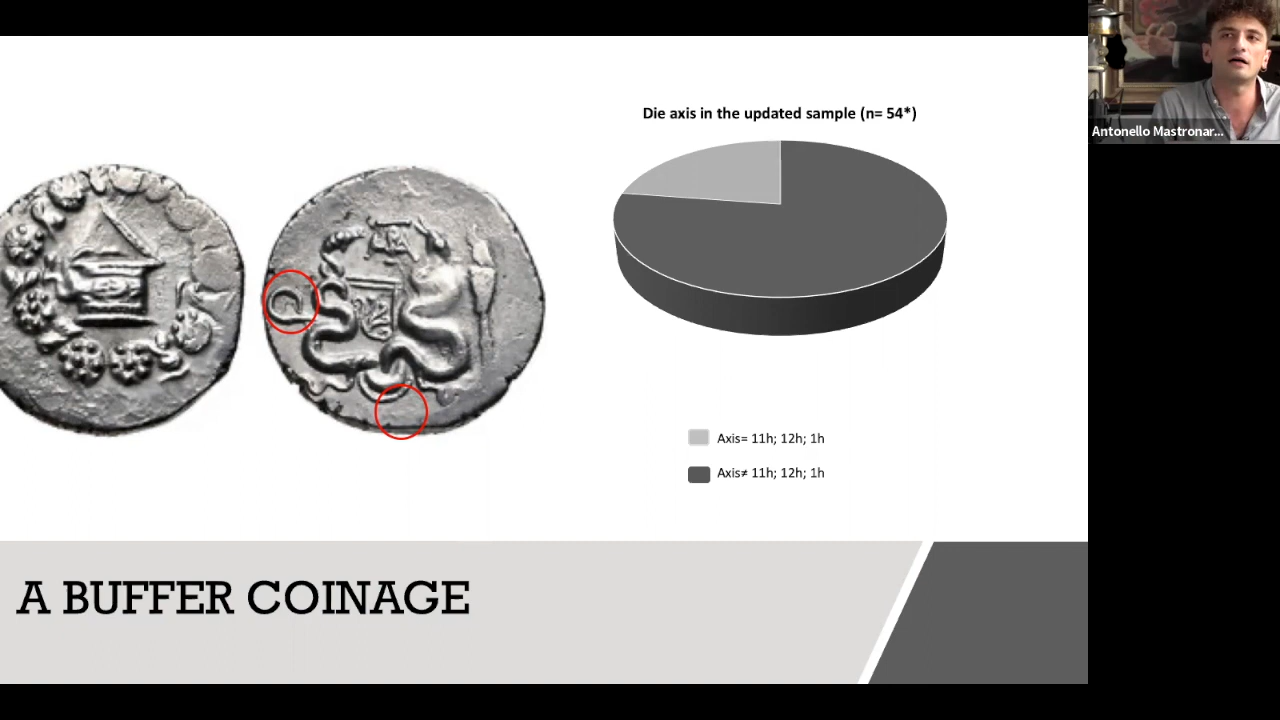 Die axis in the updated sample (n= 54*)
Antonello Mastronar...
Axis= 11h; 12h; 1h
Axis≠ 11h; 12h; 1h
A BUFFER COINAGE